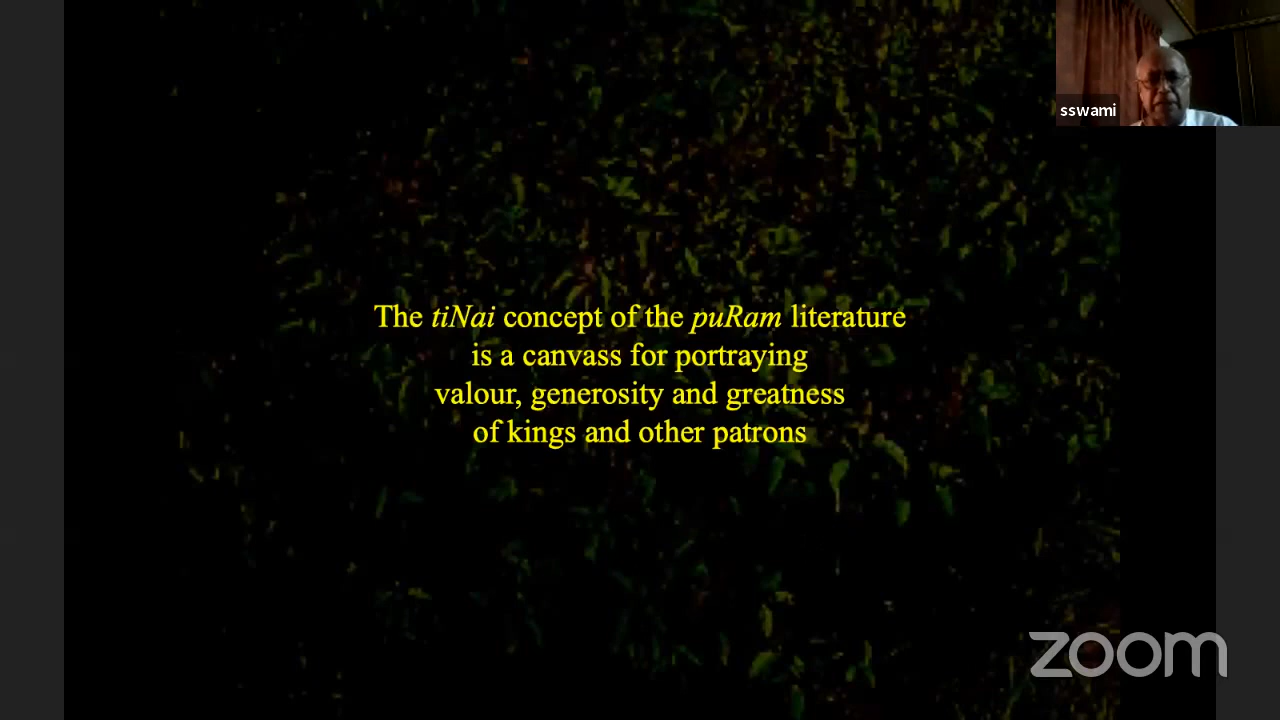 sswami
The tiNai concept of the puRam literature
is a canvass for portraying
valour, generosity and greatness
of kings and other patrons
zoom